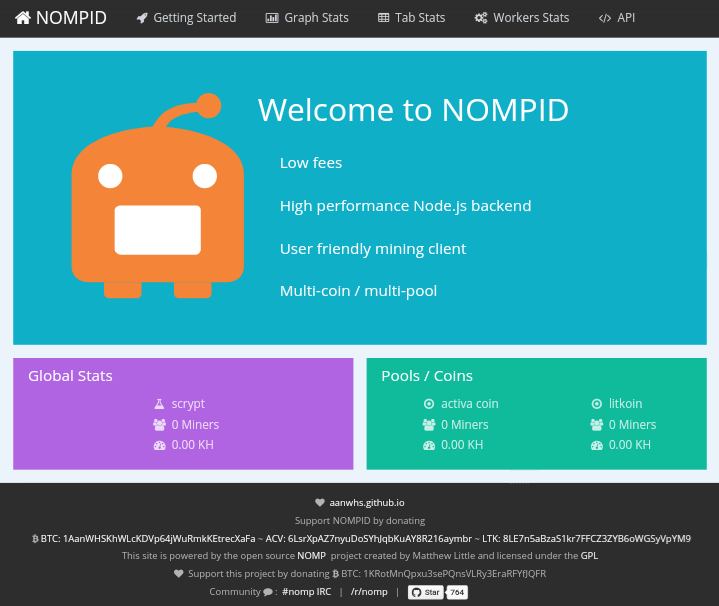 NOMPID Getting Started Graph Stats Tab Stats Workers Stats API
Welcome to NOMPID
Low fees
High performance Node.js backend
User friendly mining client
Multi-coin / multi-pool
Global Stats
scrypt
0 Miners
0.00 KH
Pools / Coins
activa coin litkoin
0 Miners 0 Miners
0.00 KH 0.00 KH
aanwhs.github.io
Support NOMPID by donating
BTC: 1AanWHSKhWLcKDVp64jWuRmkKEtrecXaFa ~ ACV: 6LsrXpAZ7nyuDoSYhJqbKuAY8R216aymbr ~ LTK: 8LE7n5aBzaS1kr7FFCZ3ZYB6oWGSyVpYM9
This site is powered by the open source NOMP project created by Matthew Little and licensed under the GPL
Support this project by donating BTC: 1KRotMnQpxu3sePQnsVLRy3EraRFYfJQFR
Community : #nomp IRC | /r/nomp | Star 764